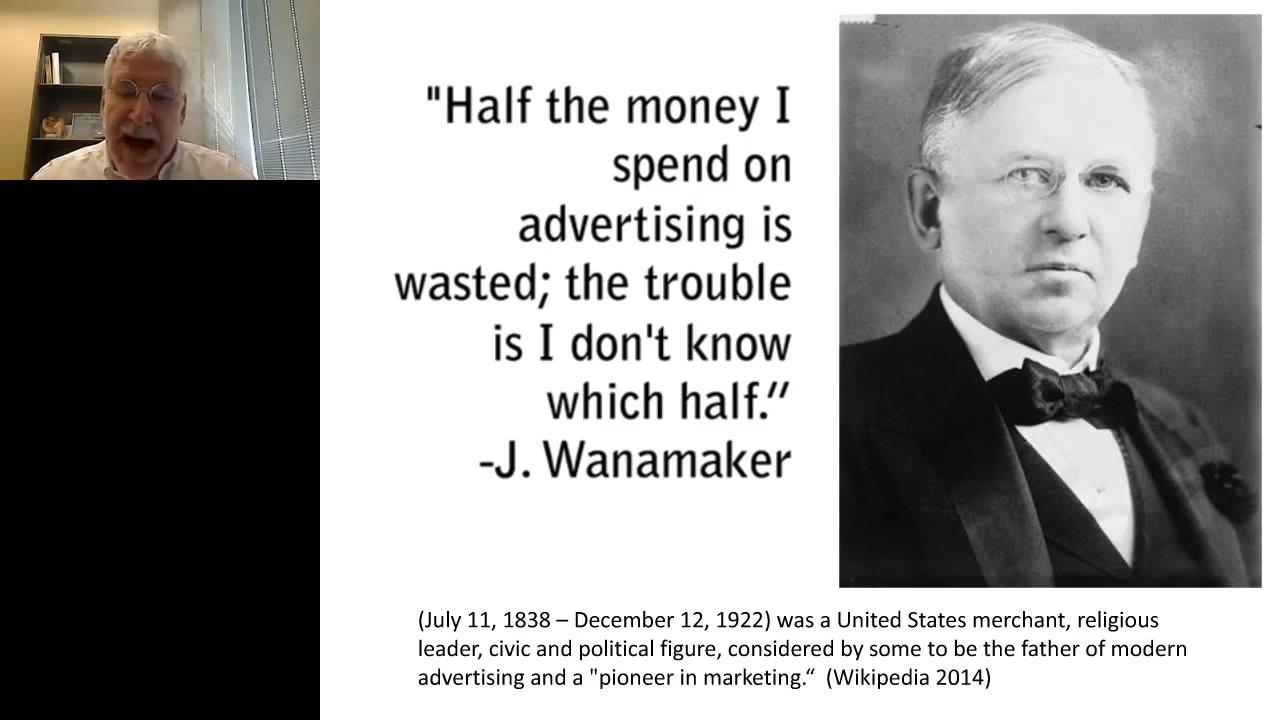 "Half the money I
spend on
advertising is
wasted; the trouble
is I don't know
which half.”
-J. Wanamaker
(July 11, 1838 – December 12, 1922) was a United States merchant, religious
leader, civic and political figure, considered by some to be the father of modern
advertising and a "pioneer in marketing.“ (Wikipedia 2014)